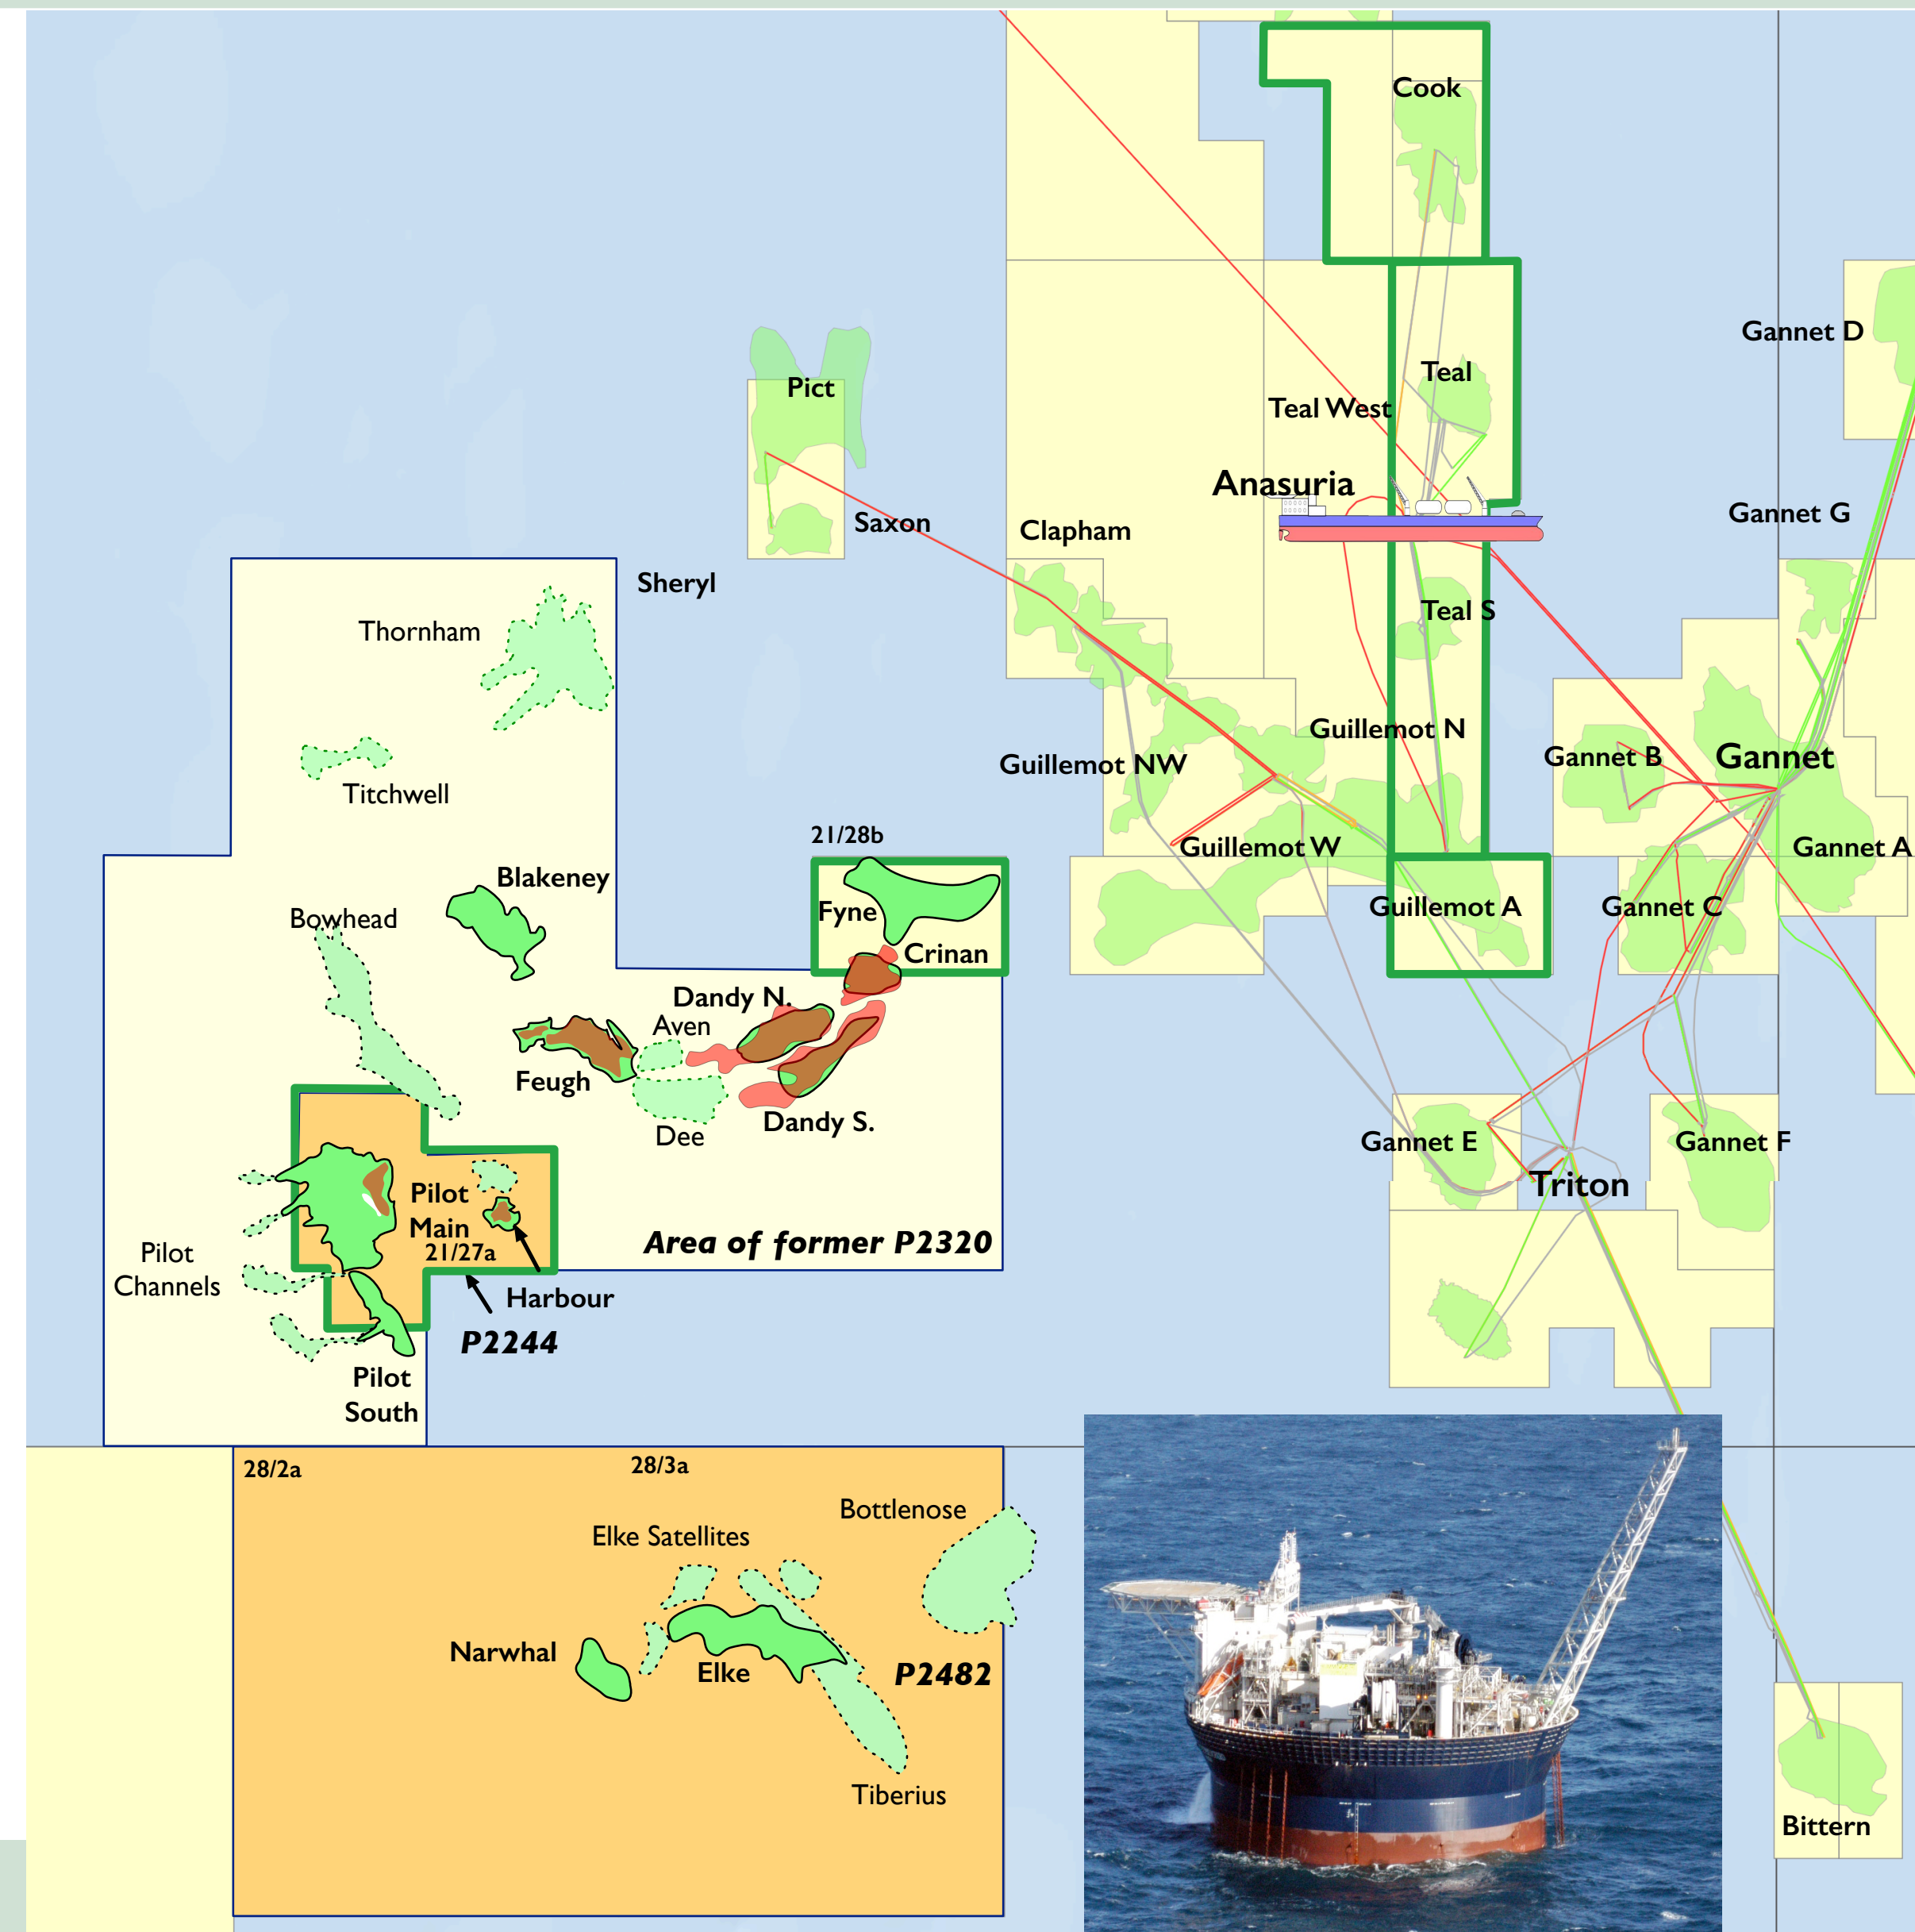 Cook
Gannet D
Teal
Pict
Teal West
Anasuria
Gannet G
Saxon
Clapham
Sheryl
Teal S
Thornham
Guillemot N
Gannet B
Gannet
Guillemot NW
Titchwell
21/28b
Guillemot W
Gannet A
Blakeney
Fyne
Guillemot A
Gannet C
Bowhead
Crinan
Dandy N.
Aven
Feugh
Dandy S.
Dee
Gannet E
Gannet F
Triton
Pilot
Main
21/27a
Area of former P2320
Pilot
Channels
Harbour
P2244
Pilot
South
28/2a
28/3a
Bottlenose
Elke Satellites
Narwhal
Elke
P2482
Tiberius
Bittern